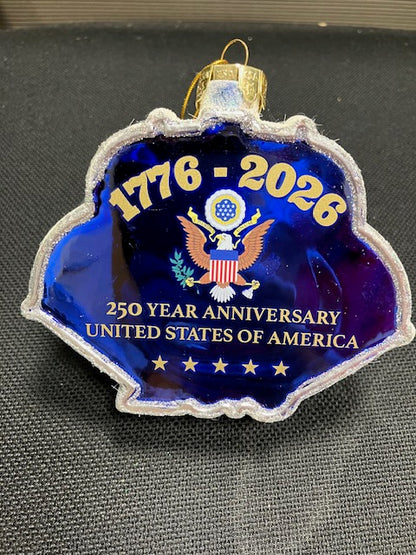 1776 - 2026
250 YEAR ANNIVERSARY
UNITED STATES OF AMERICA